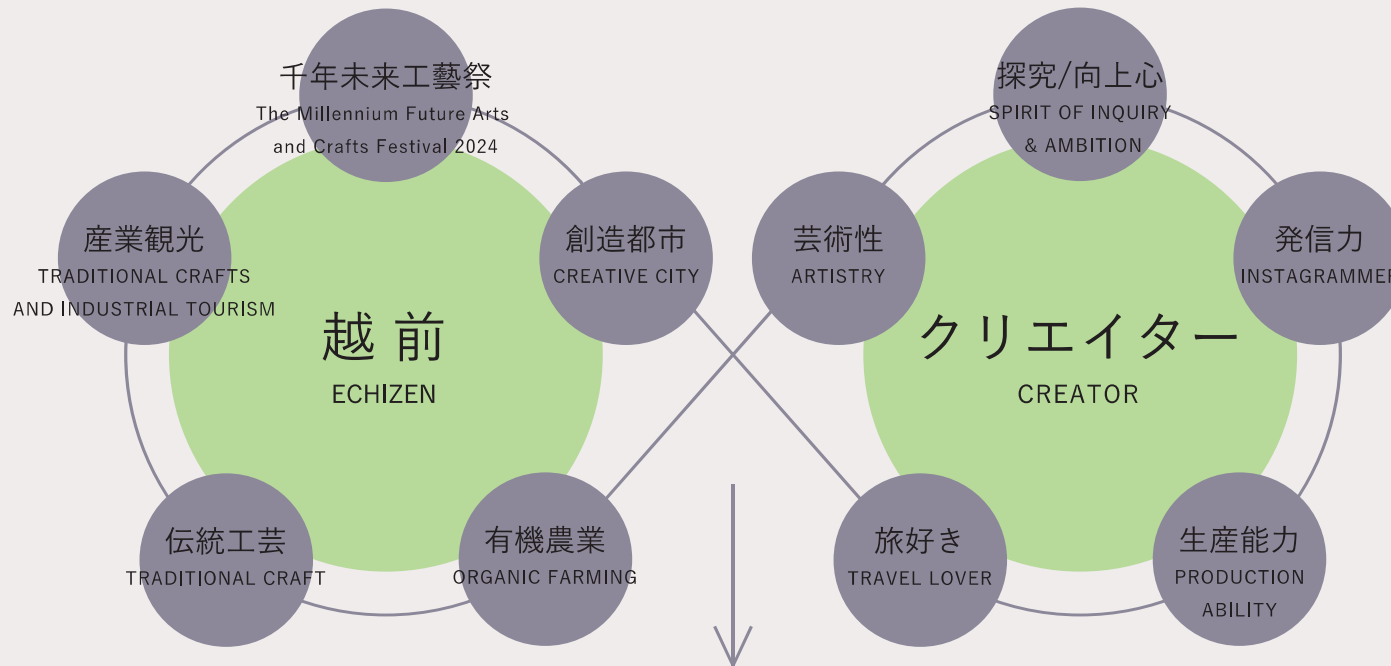 千年未来工藝祭
The Millennium Future Arts
and Crafts Festival 2024
産業観光
TRADITIONAL CRAFTS
AND INDUSTRIAL TOURISM
創造都市
CREATIVE CITY
越前
ECHIZEN
伝統工芸
TRADITIONAL CRAFT
有機農業
ORGANIC FARMING
探究/向上心
SPIRIT OF INQUIRY
& AMBITION
芸術性
ARTISTRY
発信力
INSTAGRAMMER
クリエイター
CREATOR
旅好き
TRAVEL LOVER
生産能力
PRODUCTION
ABILITY